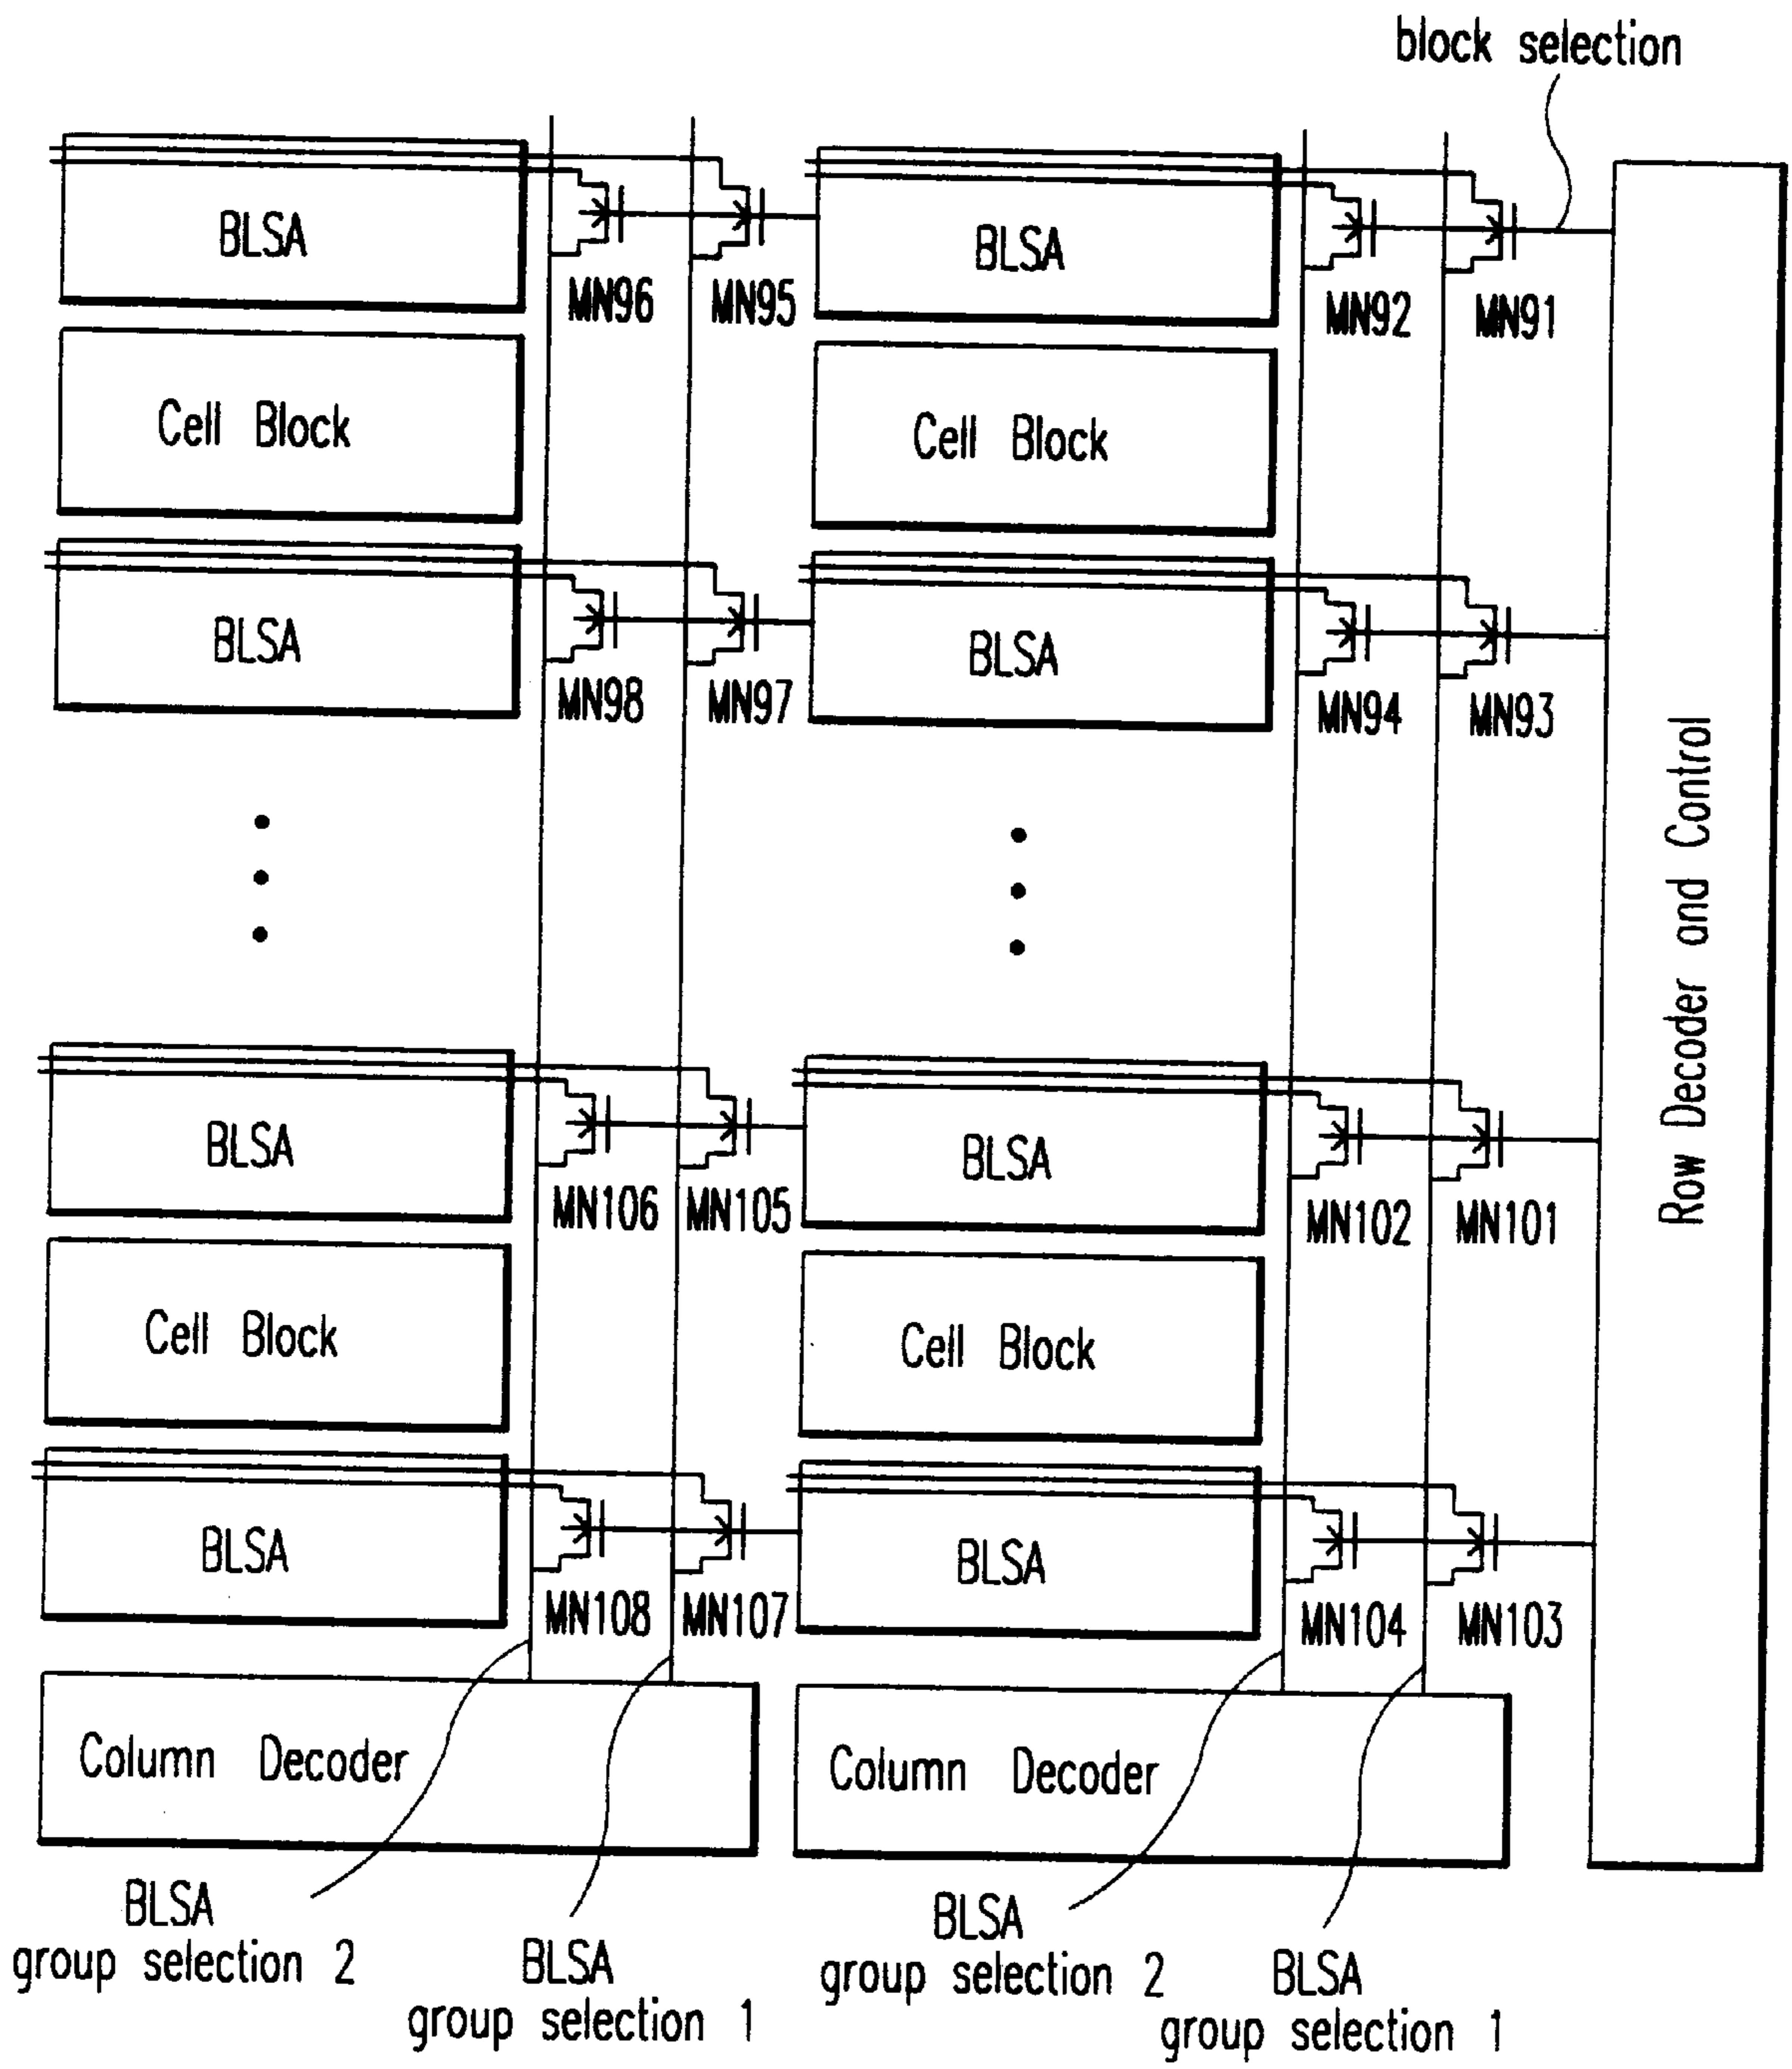 block selection
BLSA
BLSA
MN96
MN95
MN92
MN91
Cell Block
Cell Block
BLSA
BLSA
MN98
MN97
MN94
MN93
Row Decoder and Control
BLSA
BLSA
MN106
MN105
MN102
MN101
Cell Block
Cell Block
BLSA
BLSA
MN108
MN107
MN104
MN103
Column Decoder
Column Decoder
BLSA
group selection 2
BLSA
group selection 1
BLSA
group selection 2
BLSA
group selection 1